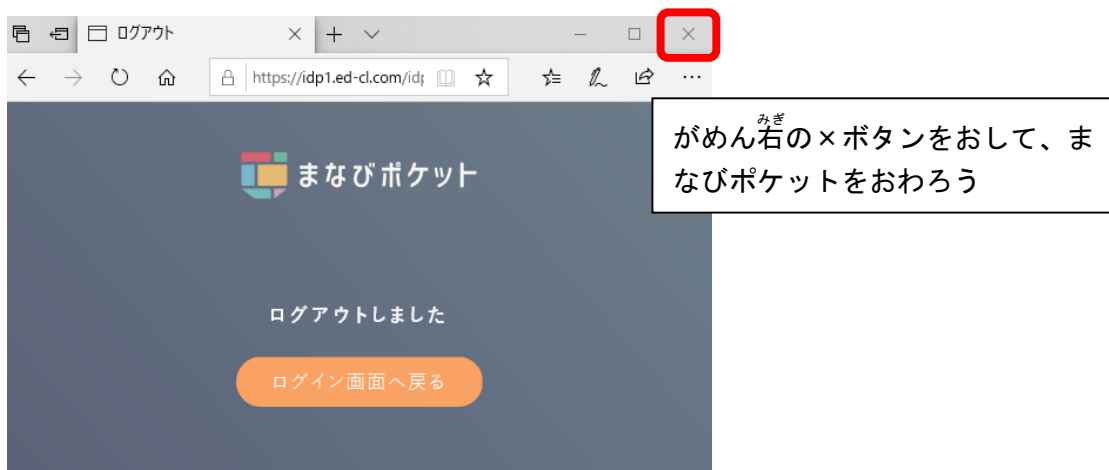 ログアウト
https://idp1.ed-cl.com/idp
みぎ
がめん右の×ボタンをおして、ま
なびポケットをおわろう
まなびポケット
ログアウトしました
ログイン画面へ戻る